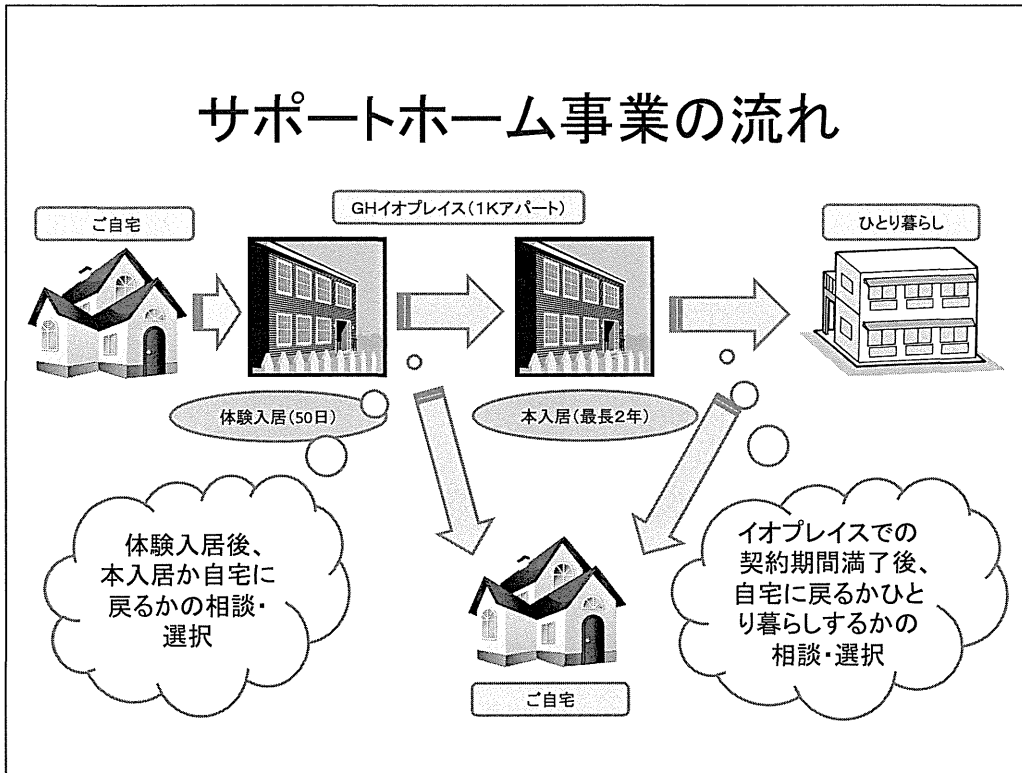 サポートホーム事業の流れ
GHイオプレイス(1Kアパート)
ご自宅
ひとり暮らし
体験入居(50日)
本入居(最長2年)
体験入居後、
本入居か自宅に
戻るかの相談・
選択
イオプレイスでの
契約期間満了後、
自宅に戻るかひと
り暮らしするかの
相談・選択
ご自宅